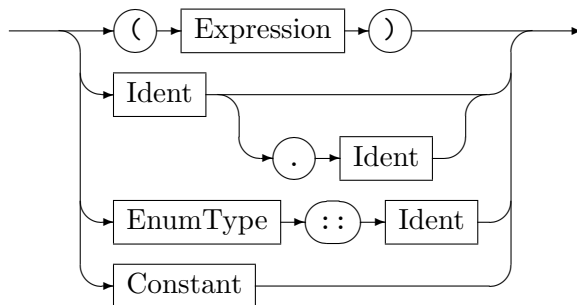 ( Expression )
Ident
. Ident
EnumType :: Ident
Constant